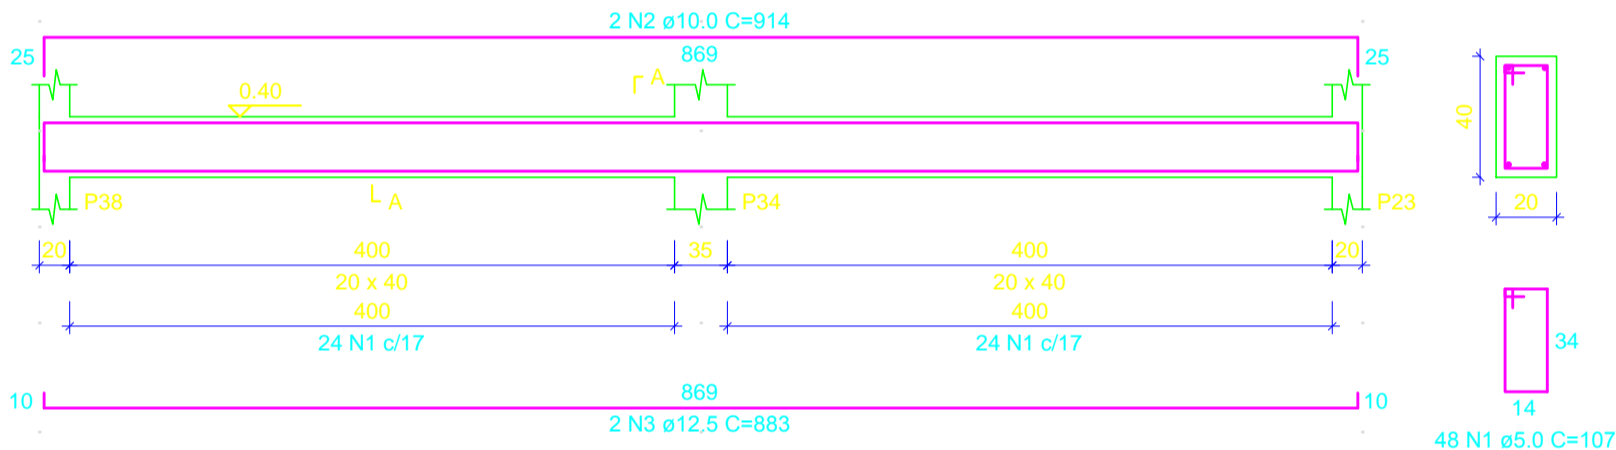 2 N2 ø10.0 C=914
25 869 25
A
0.40
40
P38 A P34 P23
20
20 400 35 400 20
20 x 40 20 x 40
400 400
24 N1 c/17 24 N1 c/17
34
10 869 10
14
2 N3 ø12.5 C=883
48 N1 ø5.0 C=107